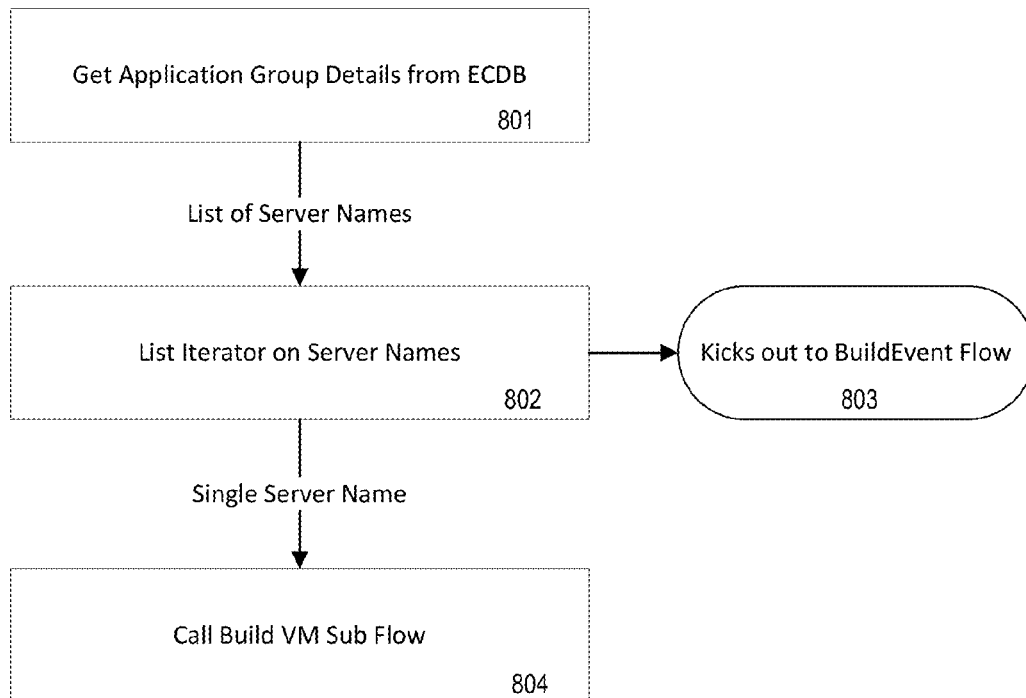 Get Application Group Details from ECDB
801
List of Server Names
List Iterator on Server Names
802
Kicks out to BuildEvent Flow
803
Single Server Name
Call Build VM Sub Flow
804